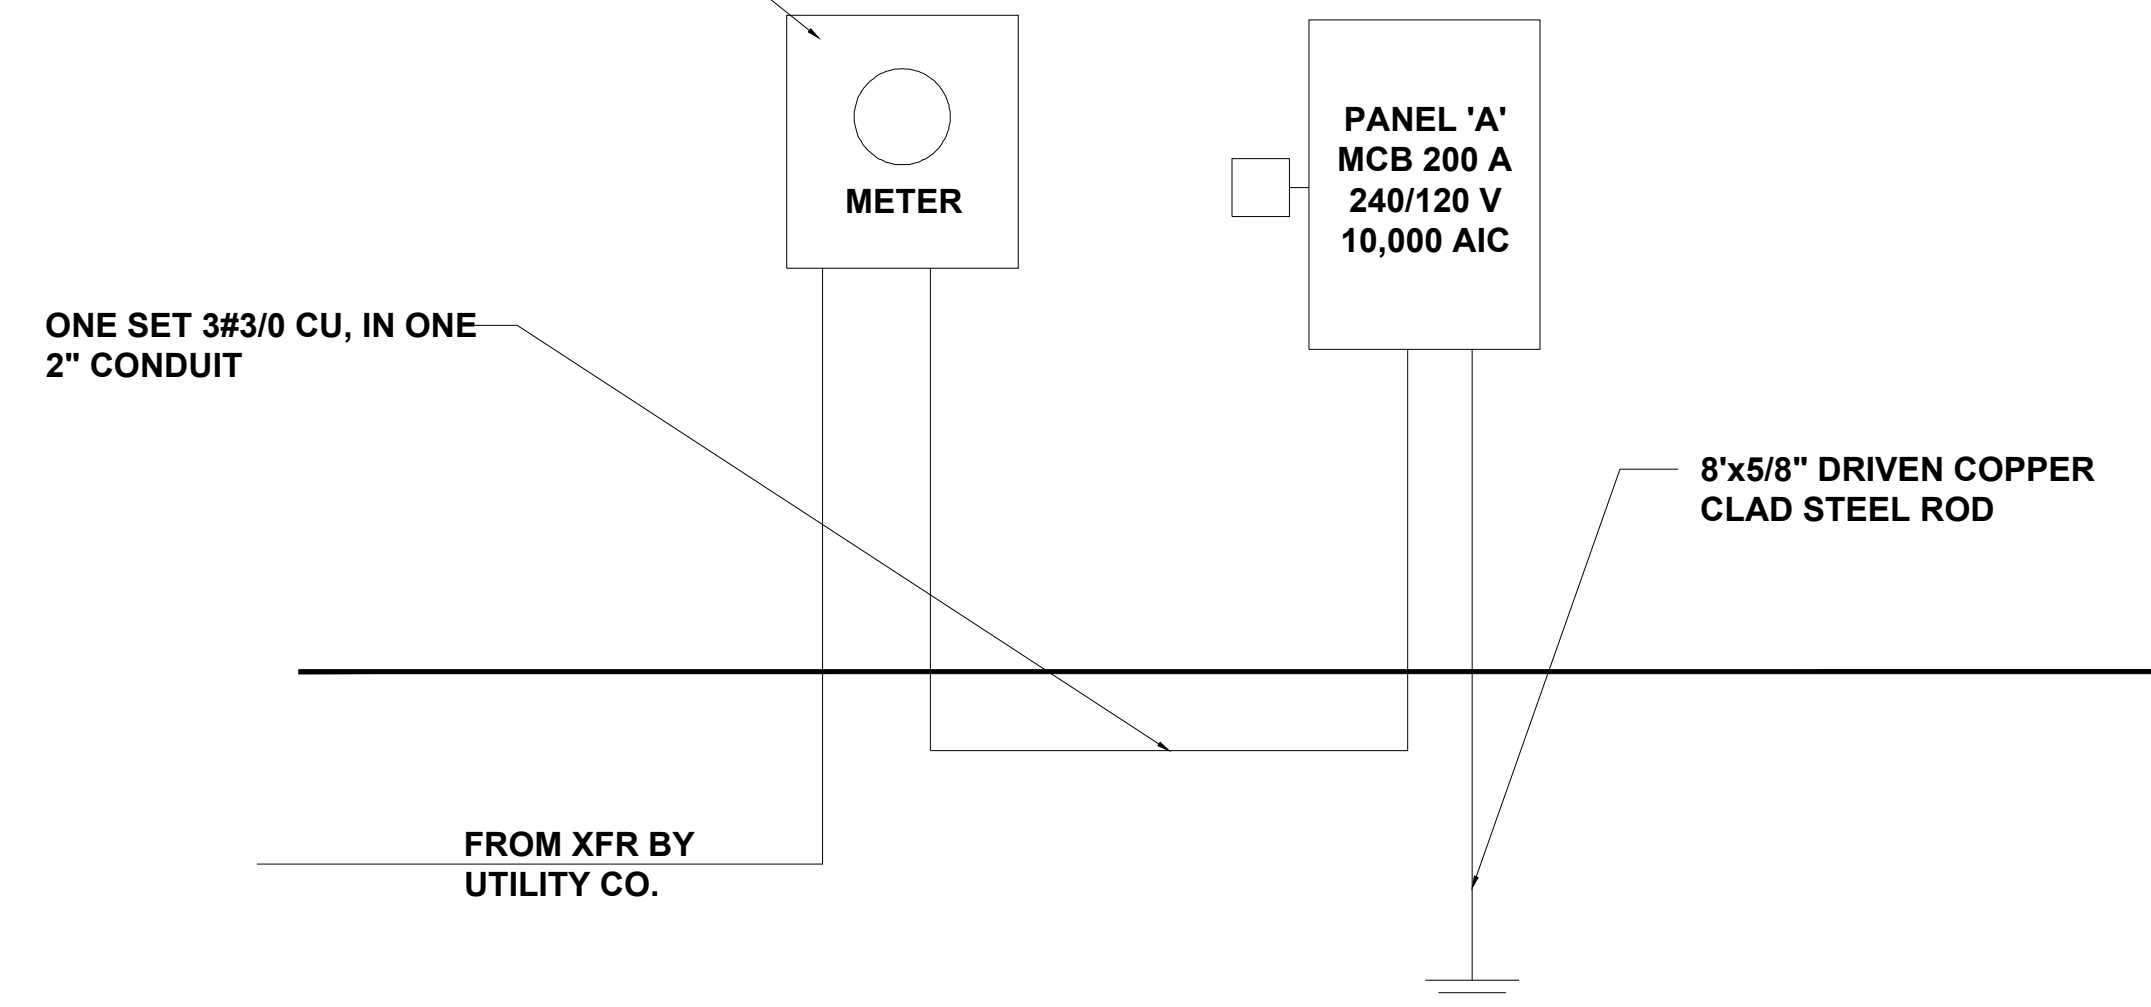 METER
PANEL 'A'
MCB 200 A
240/120 V
10,000 AIC
ONE SET 3#3/0 CU, IN ONE
2" CONDUIT
8'x5/8" DRIVEN COPPER
CLAD STEEL ROD
FROM XFR BY
UTILITY CO.